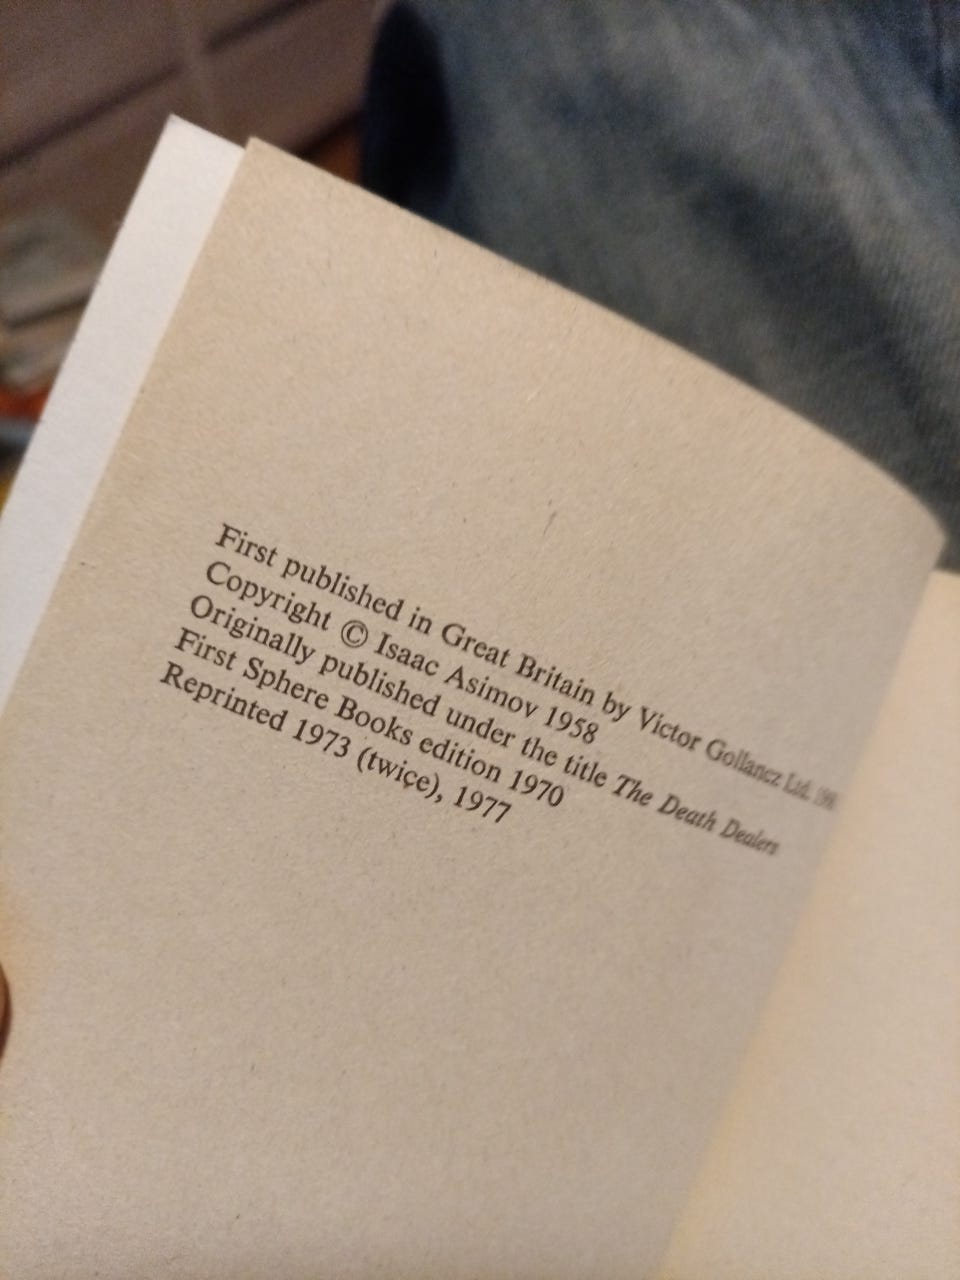 First published in Great Britain by Victor Gollancz Ltd.
Copyright © Isaac Asimov 1958
Originally published under the title The Death Dealers
First Sphere Books edition 1970
Reprinted 1973 (twice), 1977